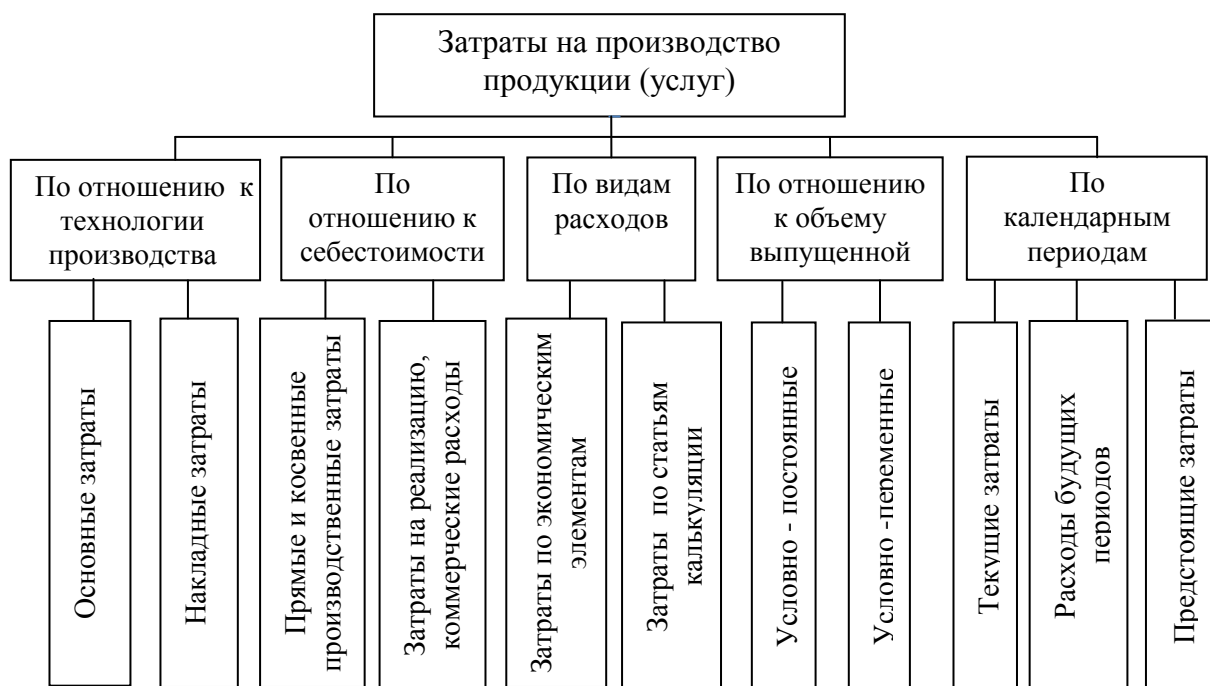 Затраты на производство
продукции (услуг)
По отношению к
технологии
производства
По
отношению к
себестоимости
По видам
расходов
По отношению
к объему
выпущенной
По
календарным
периодам
Основные затраты
Накладные затраты
Прямые и косвенные
производственные затраты
Затраты на реализацию,
коммерческие расходы
Затраты по экономическим
элементам
Затраты по статьям
калькуляции
Условно - постоянные
Условно -переменные
Текущие затраты
Расходы будущих
периодов
Предстоящие затраты